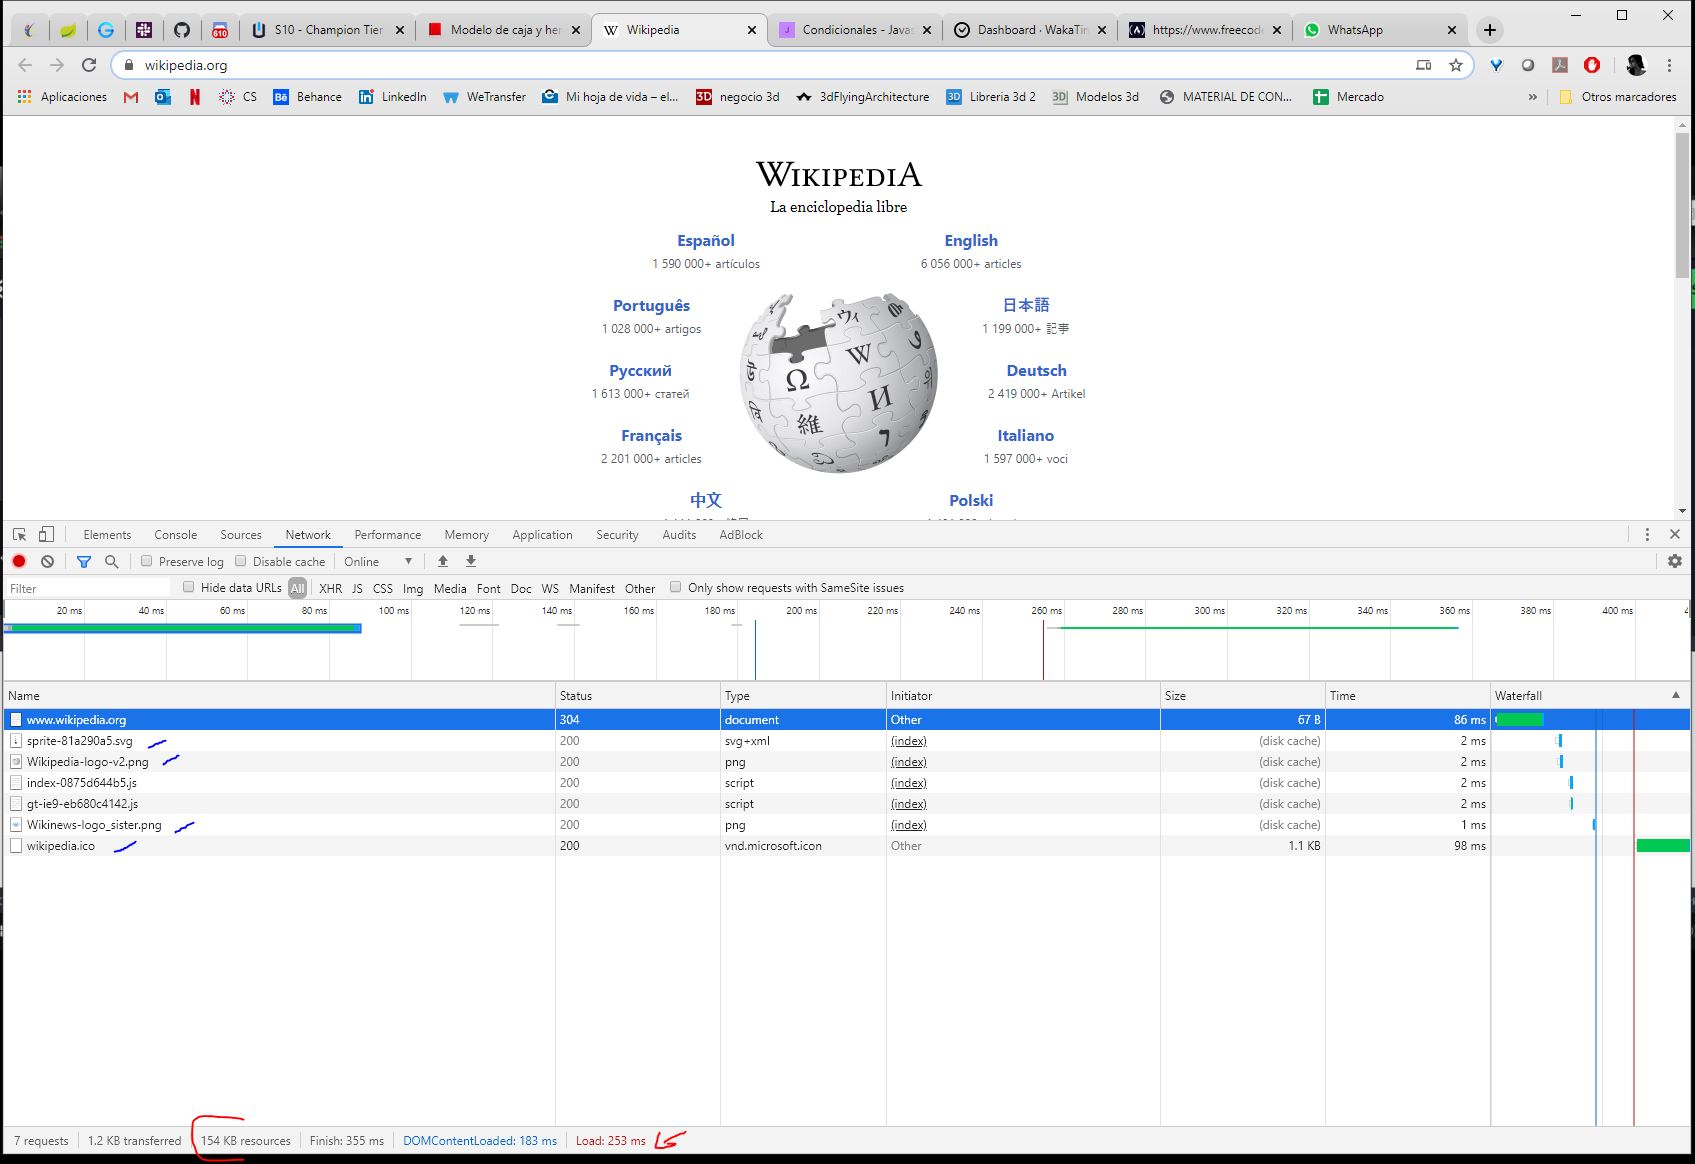 610 S10 - Champion Tier Modelo de caja y her Wikipedia Condicionales - Javas Dashboard · WakaTim (A) https://www.freecode WhatsApp
wikipedia.org
Aplicaciones CS Behance LinkedIn WeTransfer Mi hoja de vida – el... negocio 3d 3dFlyingArchitecture Libreria 3d 2 Modelos 3d MATERIAL DE CON... Mercado » Otros marcadores
WIKIPEDIA
La enciclopedia libre
Español English
1 590 000+ artículos 6 056 000+ articles
Português 日本語
1 028 000+ artigos 1 199 000+ 記事
Русский Deutsch
1 613 000+ статей 2 419 000+ Artikel
Français Italiano
2 201 000+ articles 1 597 000+ voci
中文 Polski
Elements Console Sources Network Performance Memory Application Security Audits AdBlock
Preserve log Disable cache Online
Filter Hide data URLs All XHR JS CSS Img Media Font Doc WS Manifest Other Only show requests with SameSite issues
20 ms 40 ms 60 ms 80 ms 100 ms 120 ms 140 ms 160 ms 180 ms 200 ms 220 ms 240 ms 260 ms 280 ms 300 ms 320 ms 340 ms 360 ms 380 ms 400 ms
Name Status Type Initiator Size Time Waterfall
www.wikipedia.org 304 document Other 67 B 86 ms
sprite-81a290a5.svg 200 svg+xml (index) (disk cache) 2 ms
Wikipedia-logo-v2.png 200 png (index) (disk cache) 2 ms
index-0875d644b5.js 200 script (index) (disk cache) 2 ms
gt-ie9-eb680c4142.js 200 script (index) (disk cache) 2 ms
Wikinews-logo_sister.png 200 png (index) (disk cache) 1 ms
wikipedia.ico 200 vnd.microsoft.icon Other 1.1 KB 98 ms
7 requests 1.2 KB transferred 154 KB resources Finish: 355 ms DOMContentLoaded: 183 ms Load: 253 ms